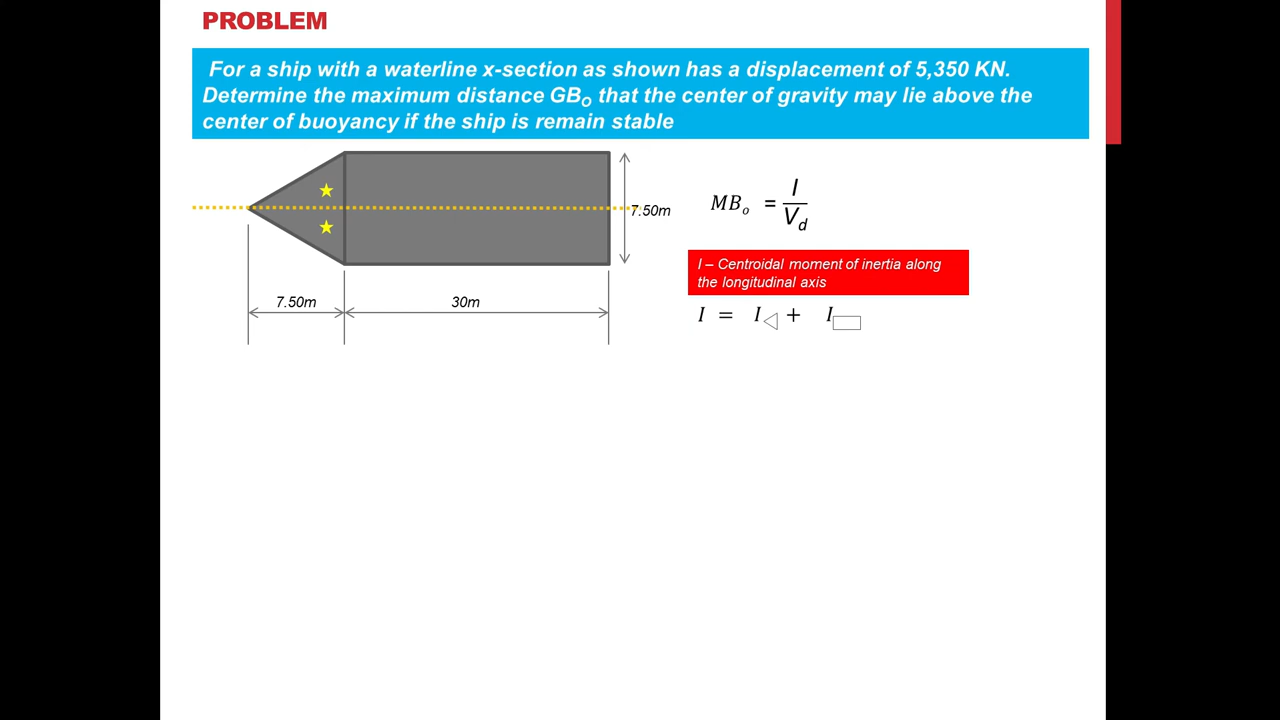 PROBLEM
For a ship with a waterline x-section as shown has a displacement of 5,350 KN.
Determine the maximum distance GBO that the center of gravity may lie above the
center of buoyancy if the ship is remain stable
7.50m
7.50m
30m
MBo = I / Vd
I – Centroidal moment of inertia along
the longitudinal axis
I = I + I